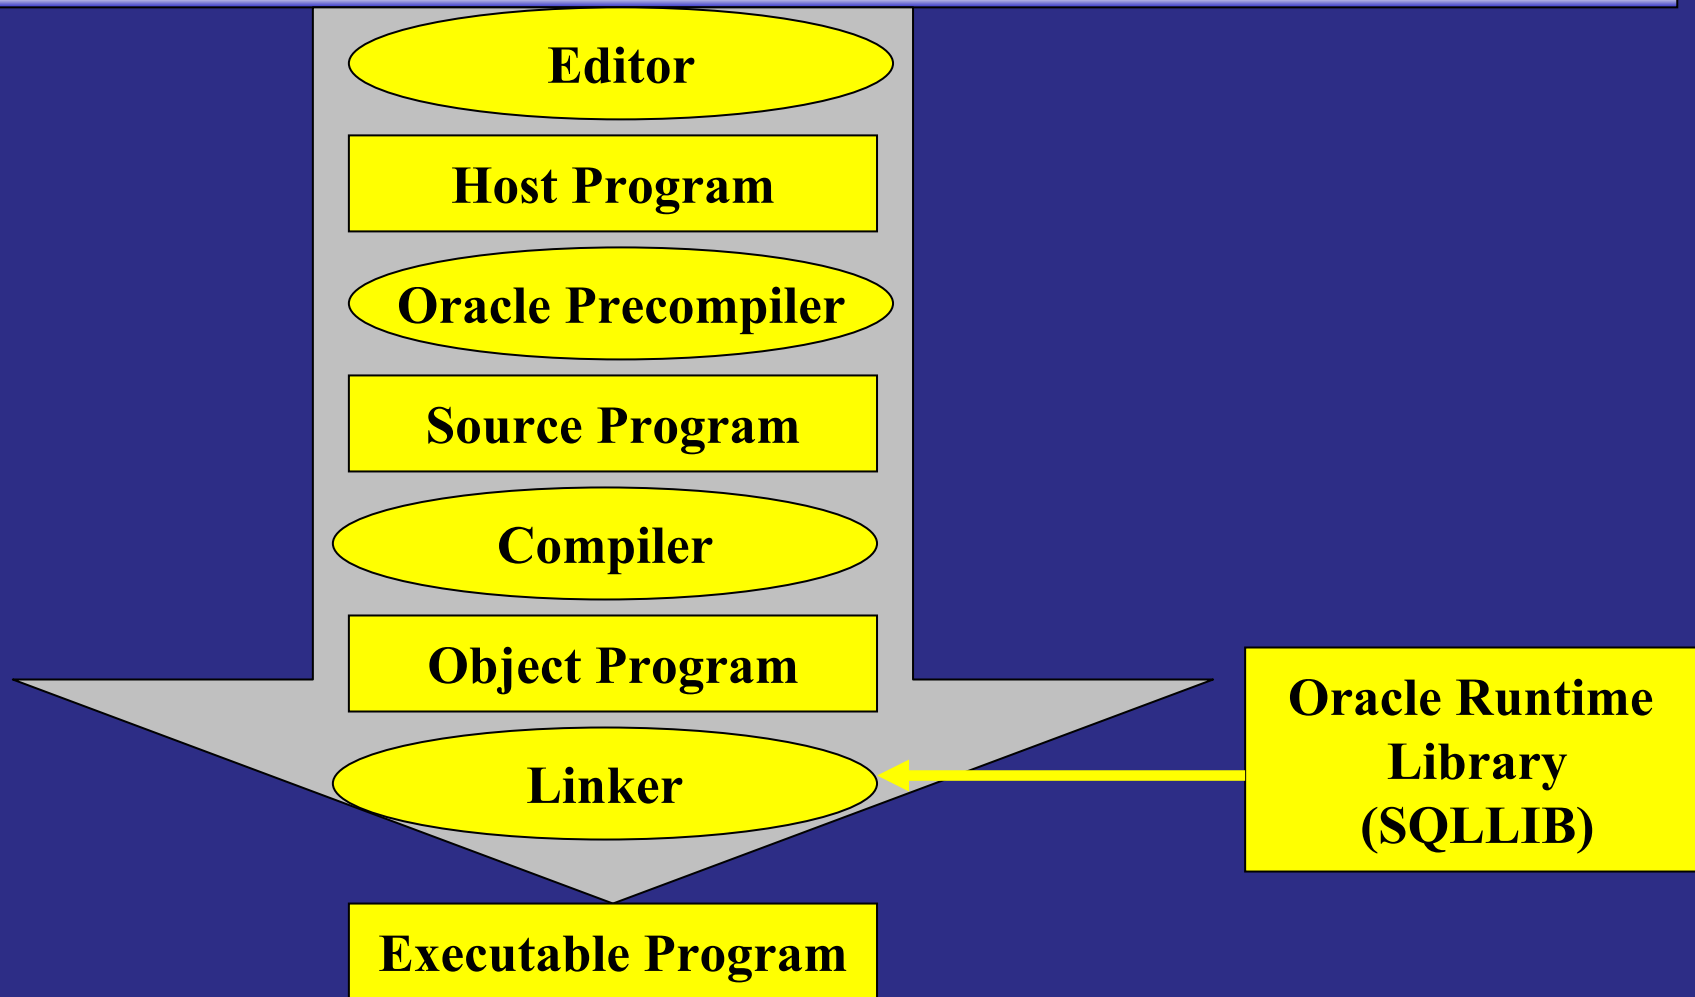 Editor
Host Program
Oracle Precompiler
Source Program
Compiler
Object Program
Linker
Oracle Runtime
Library
(SQLLIB)
Executable Program